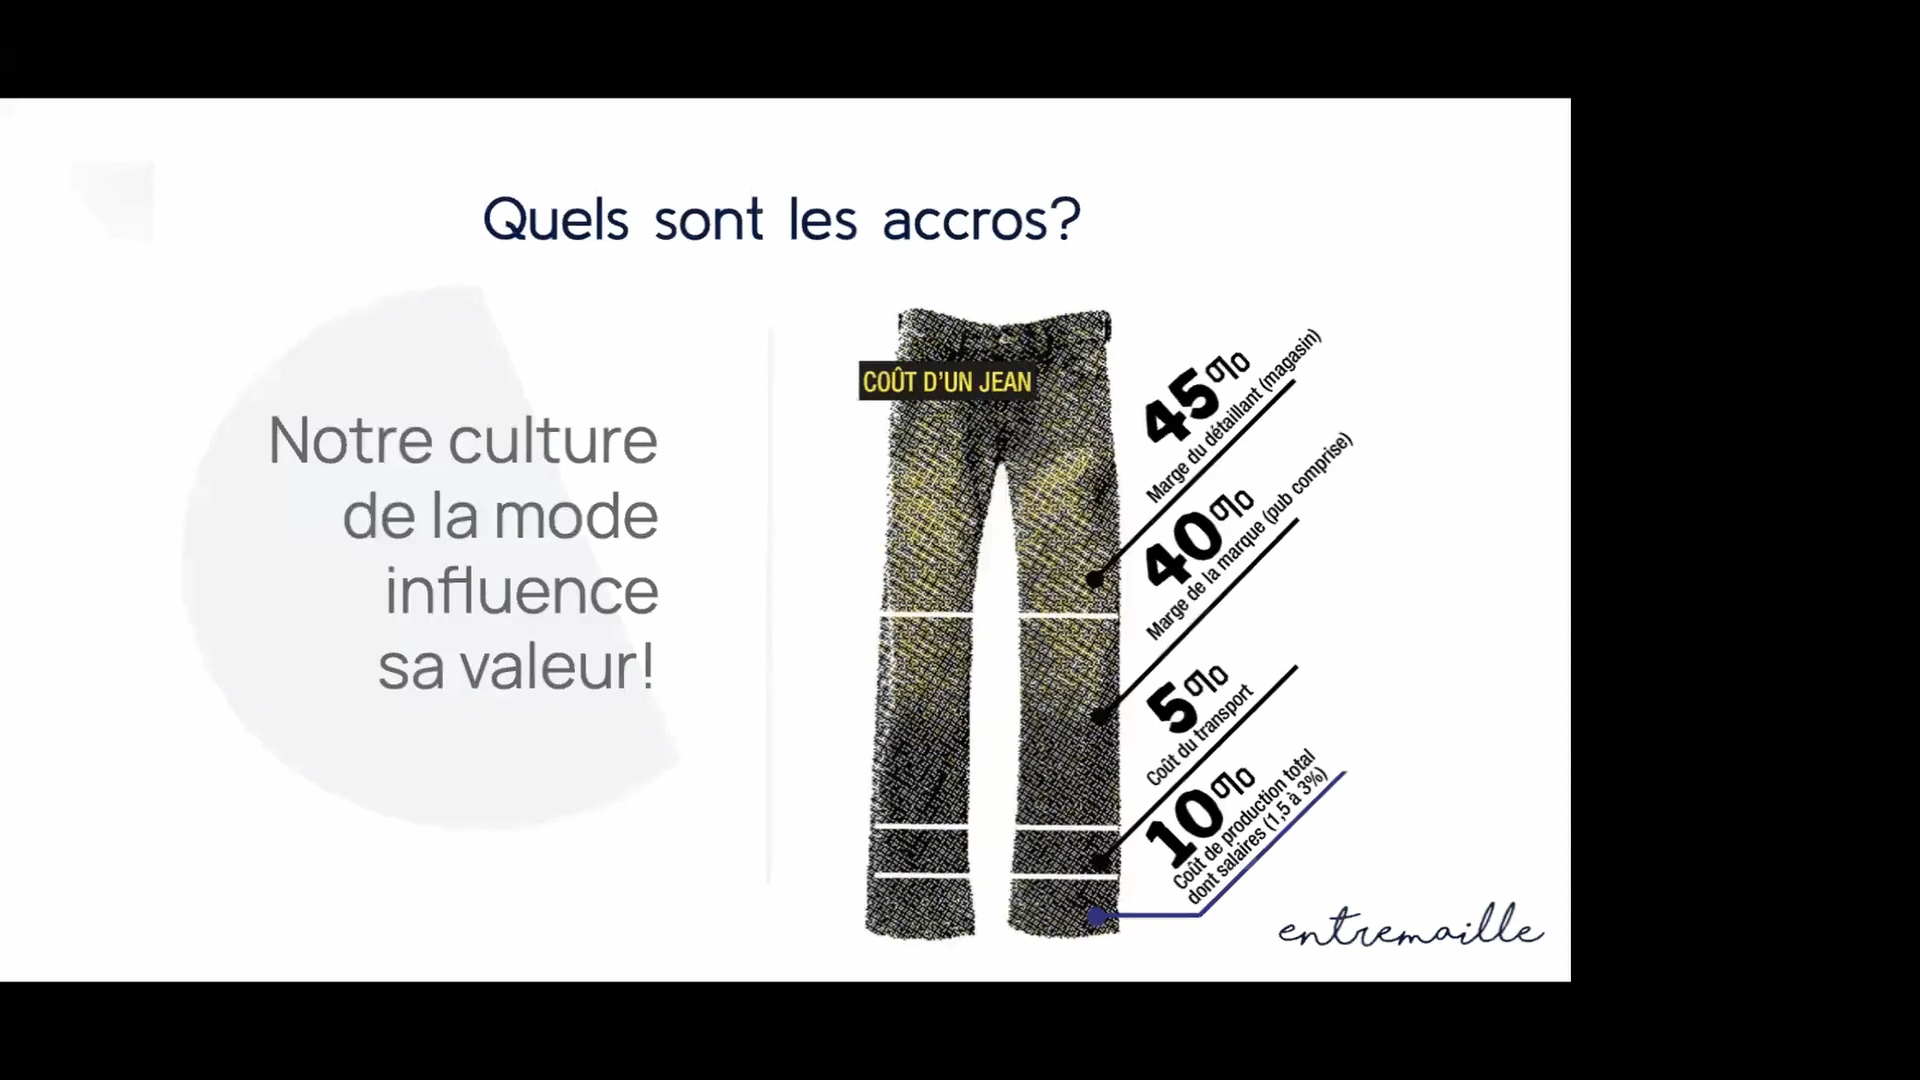 Quels sont les accros?
Notre culture
de la mode
influence
sa valeur!
COÛT D'UN JEAN
45%
Marge du détaillant (magasin)
40%
Marge de la marque (pub comprise)
5%
Coût du transport
10%
Coût de production total
dont salaires (1,5 à 3%)
entremaille